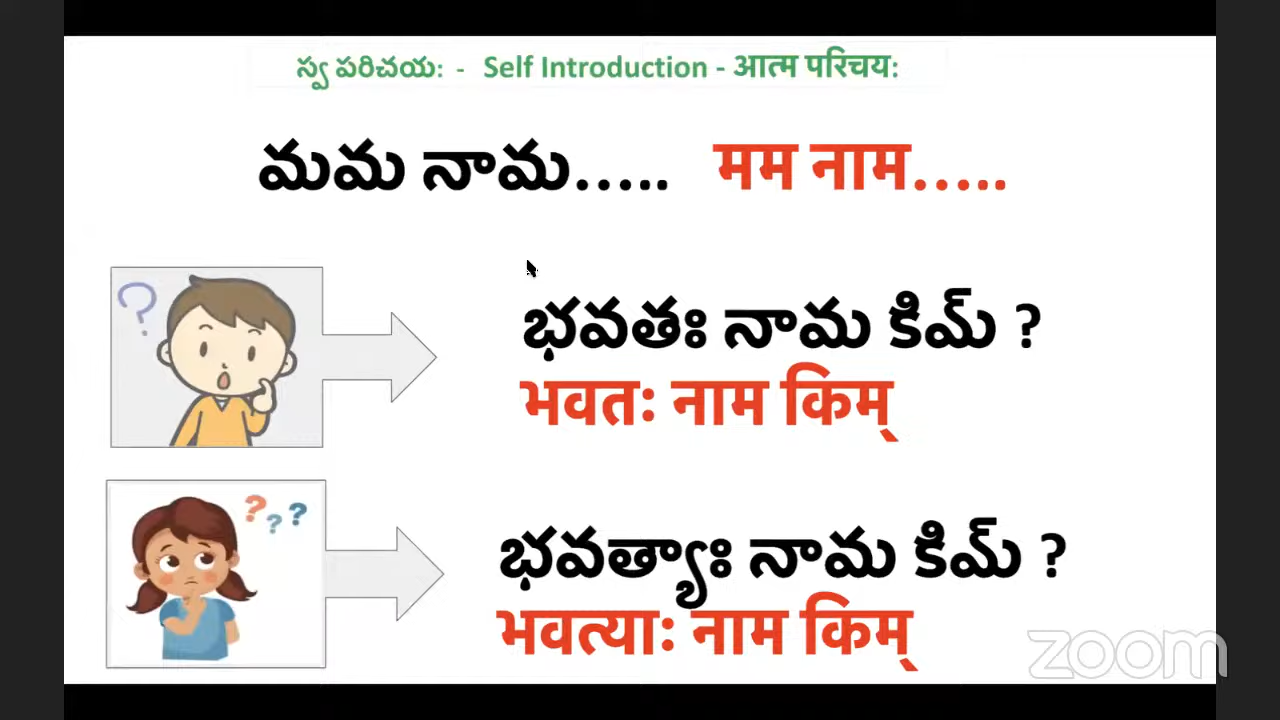 స్వ పరిచయ: - Self Introduction - आत्म परिचय:
మమ నామ..... मम नाम.....
భవతః నామ కిమ్ ?
भवतः नाम किम्
భవత్యాః నామ కిమ్ ?
भवत्याः नाम किम्
zoom